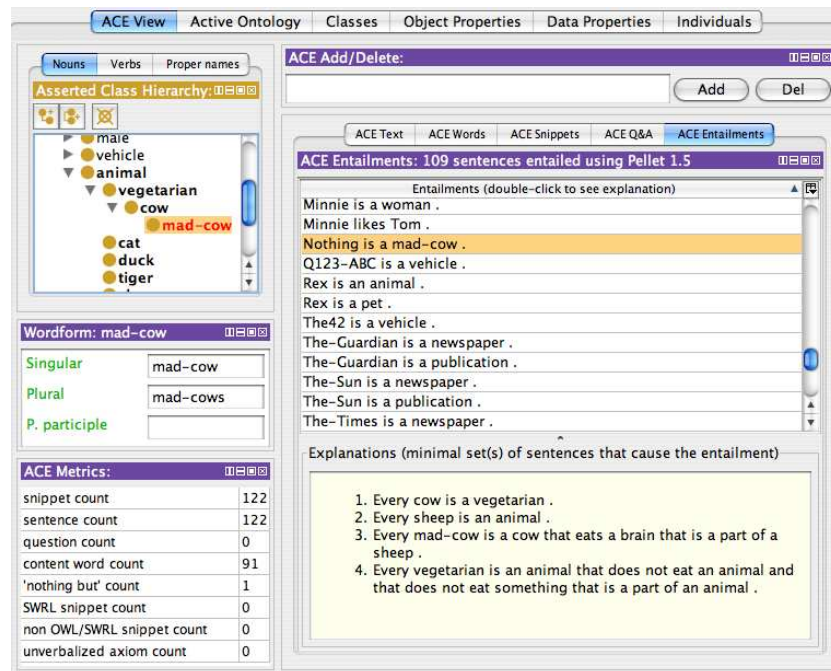 ACE View Active Ontology Classes Object Properties Data Properties Individuals
Nouns Verbs Proper names
Asserted Class Hierarchy:
male
vehicle
animal
vegetarian
cow
mad-cow
cat
duck
tiger
Wordform: mad-cow
Singular mad-cow
Plural mad-cows
P. participle
ACE Metrics:
snippet count 122
sentence count 122
question count 0
content word count 91
'nothing but' count 1
SWRL snippet count 0
non OWL/SWRL snippet count 0
unverbalized axiom count 0
ACE Add/Delete:
Add Del
ACE Text ACE Words ACE Snippets ACE Q&A ACE Entailments
ACE Entailments: 109 sentences entailed using Pellet 1.5
Entailments (double-click to see explanation)
Minnie is a woman .
Minnie likes Tom .
Nothing is a mad-cow .
Q123-ABC is a vehicle .
Rex is an animal .
Rex is a pet .
The42 is a vehicle .
The-Guardian is a newspaper .
The-Guardian is a publication .
The-Sun is a newspaper .
The-Sun is a publication .
The-Times is a newspaper .
Explanations (minimal set(s) of sentences that cause the entailment)
1. Every cow is a vegetarian .
2. Every sheep is an animal .
3. Every mad-cow is a cow that eats a brain that is a part of a
sheep .
4. Every vegetarian is an animal that does not eat an animal and
that does not eat something that is a part of an animal .